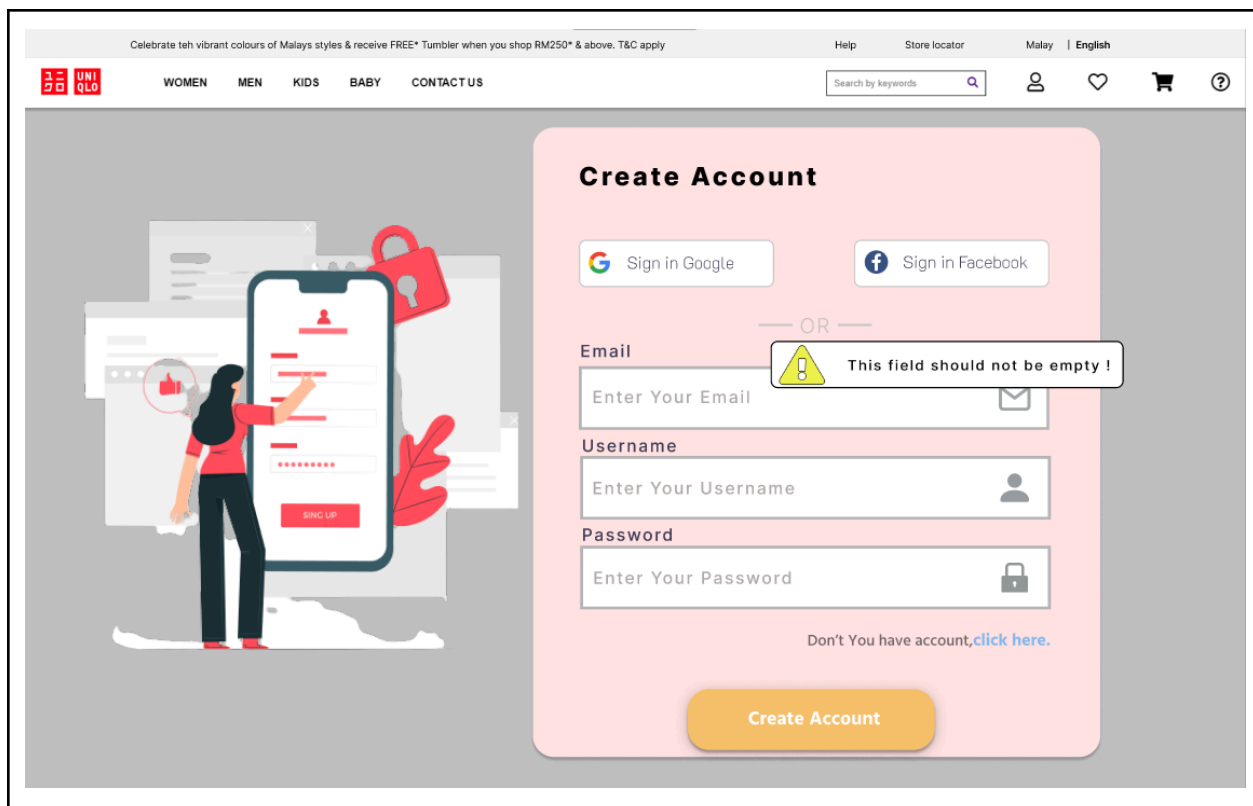 Celebrate teh vibrant colours of Malays styles & receive FREE* Tumbler when you shop RM250* & above. T&C apply
Help
Store locator
Malay | English
ユニ
クロ
UNI
QLO
WOMEN
MEN
KIDS
BABY
CONTACT US
Search by keywords
Create Account
Sign in Google
Sign in Facebook
OR
Email
This field should not be empty !
Enter Your Email
Username
Enter Your Username
Password
Enter Your Password
SING UP
Don't You have account,click here.
Create Account